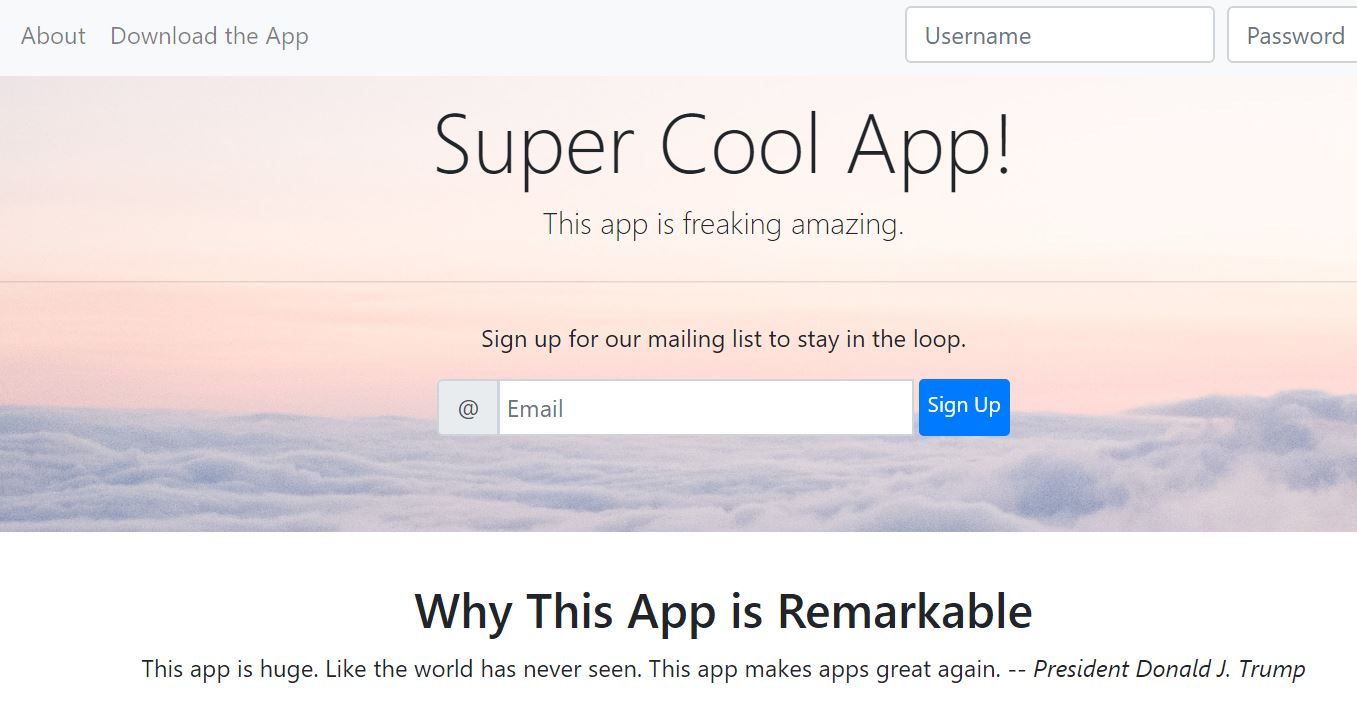 About Download the App Username Password
Super Cool App!
This app is freaking amazing.
Sign up for our mailing list to stay in the loop.
@ Email Sign Up
Why This App is Remarkable
This app is huge. Like the world has never seen. This app makes apps great again. -- President Donald J. Trump